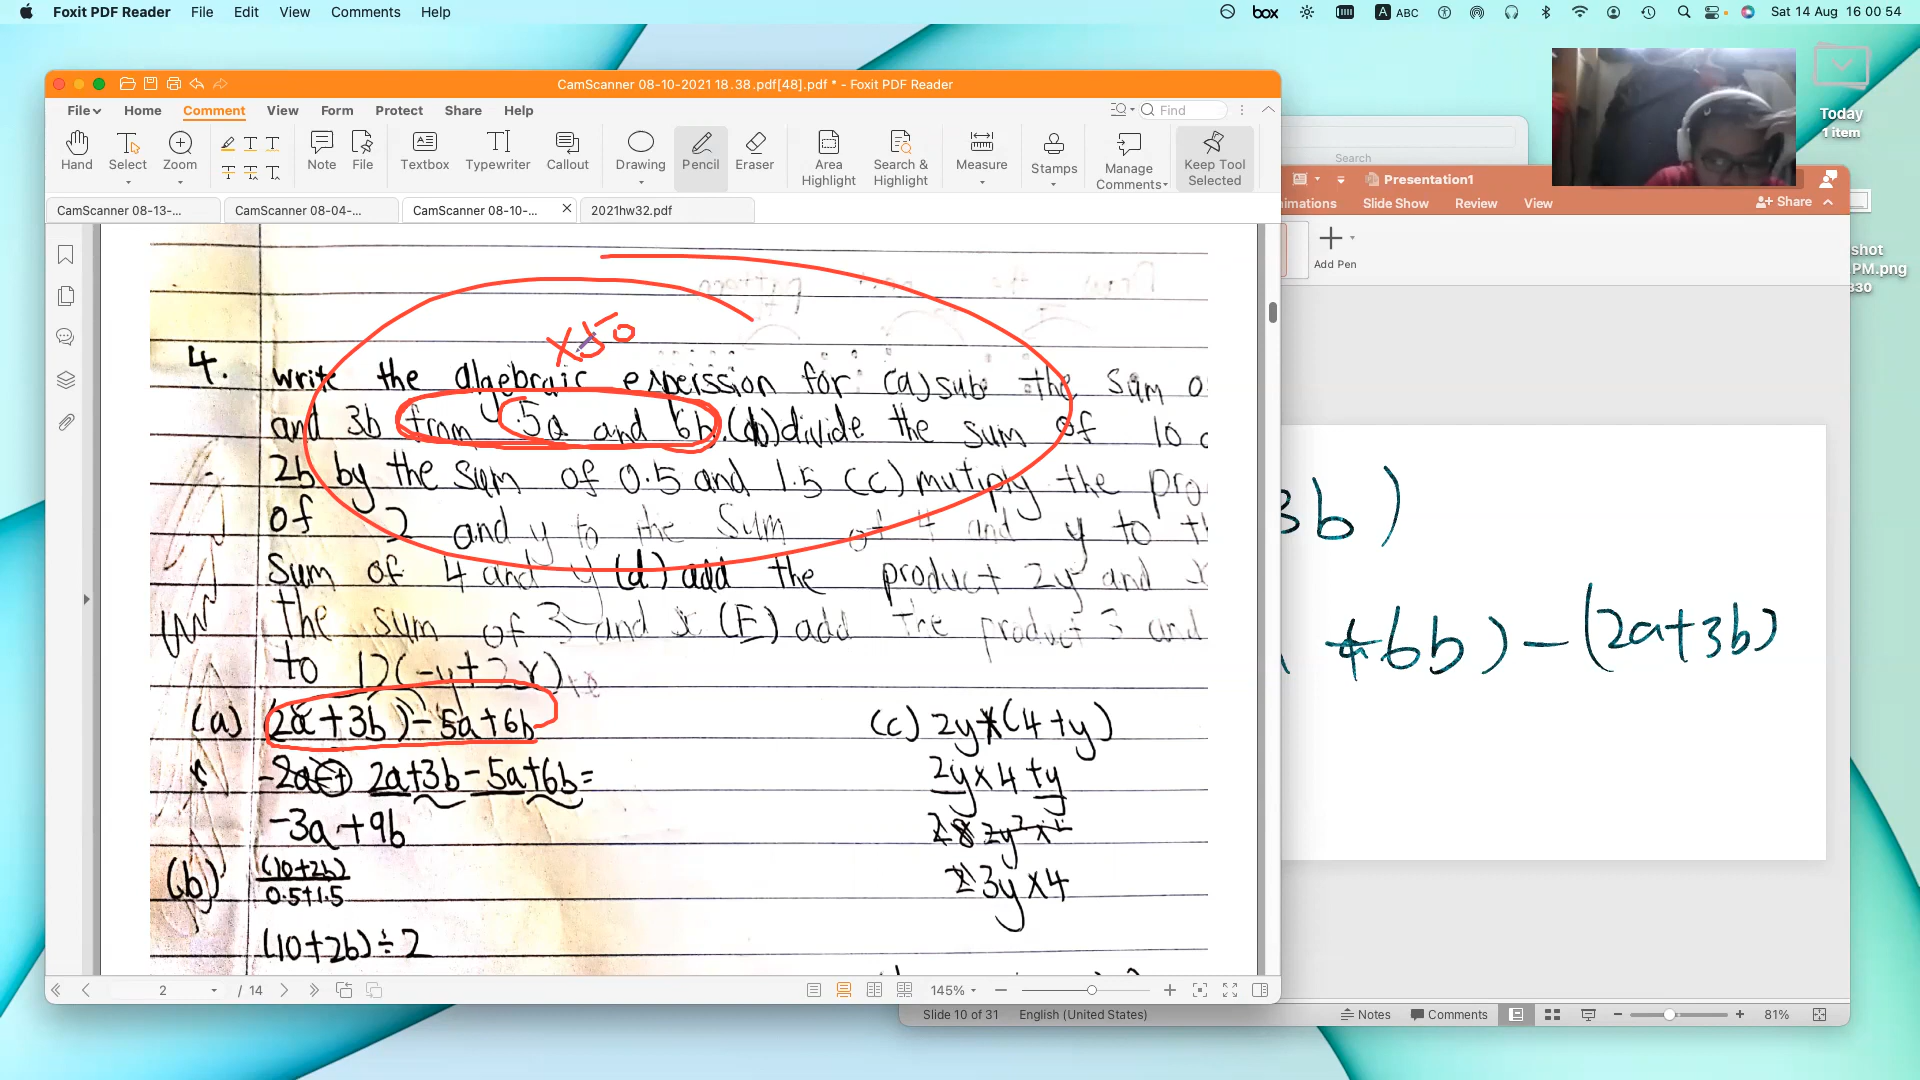 Foxit PDF Reader File Edit View Comments Help
box A ABC Sat 14 Aug 16 00 54
CamScanner 08-10-2021 18.38.pdf[48].pdf * - Foxit PDF Reader
File Home Comment View Form Protect Share Help Find
Hand Select Zoom Note File Textbox Typewriter Callout Drawing Pencil Eraser Area Highlight Search & Highlight Measure Stamps Manage Comments Keep Tool Selected
CamScanner 08-13-... CamScanner 08-04-... CamScanner 08-10-... 2021hw32.pdf
x50
4. Write the algebraic experssion for (a) sub the sum o
and 3b from 5a and 6b. (b) divide the sum of 10
2b by the sum of 0.5 and 1.5 (c) mutiply the pro
of 2 and y to the sum of 4 and y to th
Sum of 4 and y (d) add the product 2y and
the sum of 3 and x (E) add the product 3 and
to 12(-y+2x)
(a) (2a+3b)-5a+6b
2a+3b-5a+6b=
-3a+9b
(b) (10+2b)
0.5+1.5
(10+2b)÷2
(c) 2y×(4+y)
2y×4+y
3y×4
2 / 14
145%
Search
Presentation1
Slide Show Review View Share
Add Pen
3b)
+6b)-(2a+3b)
Slide 10 of 31 English (United States) Notes Comments 81%
Today
1 item